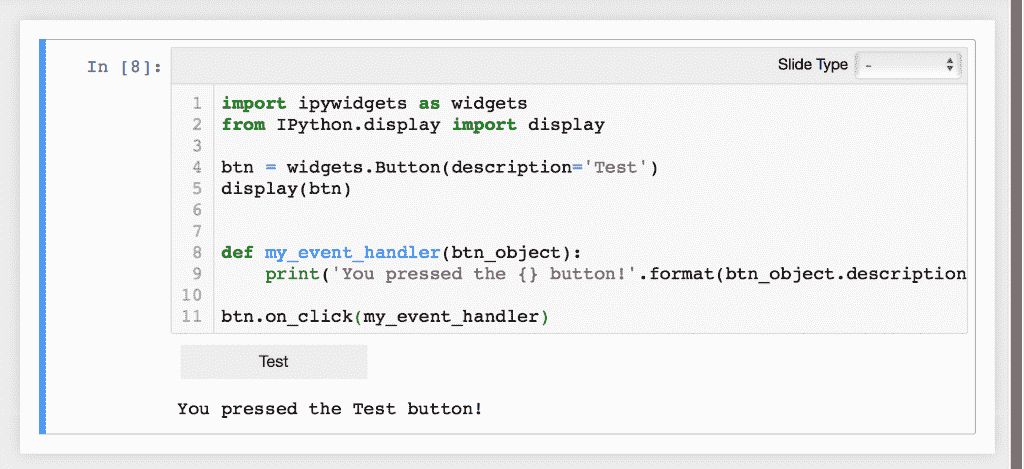 In [8]:
Slide Type -
1 import ipywidgets as widgets
2 from IPython.display import display
3
4 btn = widgets.Button(description='Test')
5 display(btn)
6
7
8 def my_event_handler(btn_object):
9     print('You pressed the {} button!'.format(btn_object.description
10
11 btn.on_click(my_event_handler)
Test
You pressed the Test button!